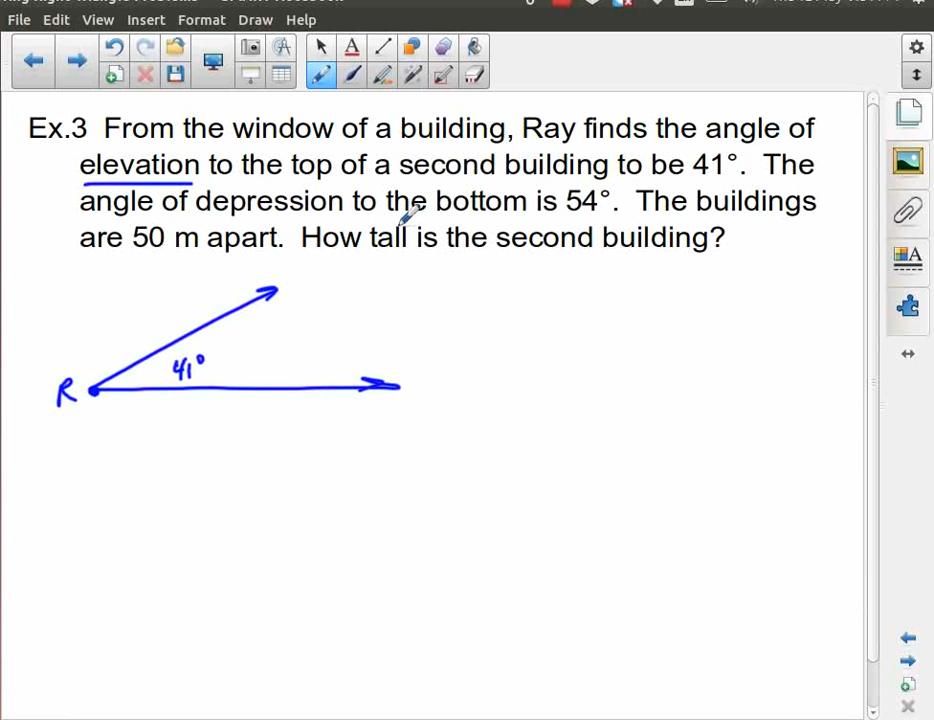 File Edit View Insert Format Draw Help
Ex.3 From the window of a building, Ray finds the angle of
elevation to the top of a second building to be 41°. The
angle of depression to the bottom is 54°. The buildings
are 50 m apart. How tall is the second building?
41°
R